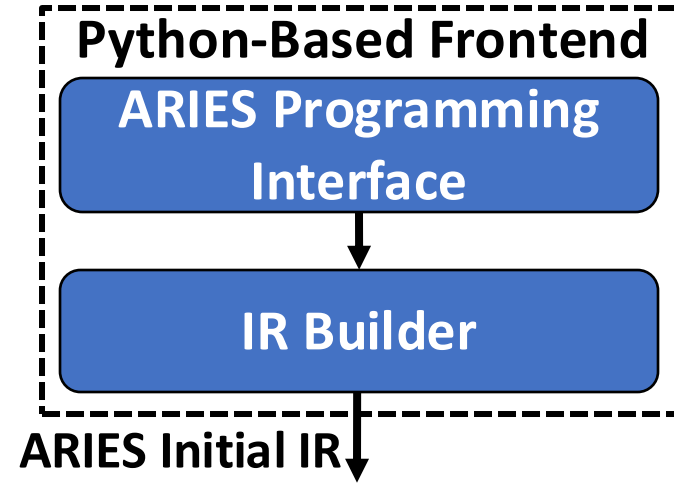 Python-Based Frontend
ARIES Programming
Interface
IR Builder
ARIES Initial IR